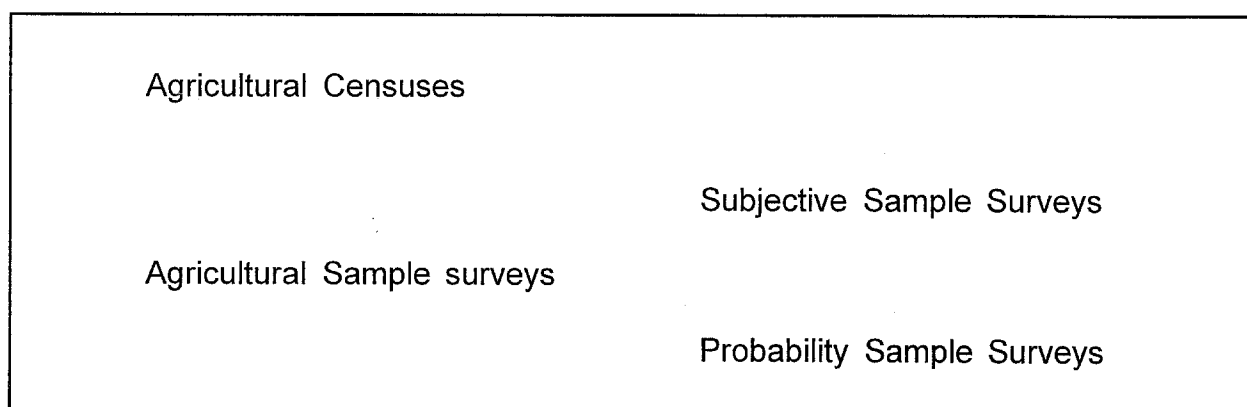 Agricultural Censuses
Subjective Sample Surveys
Agricultural Sample surveys
Probability Sample Surveys